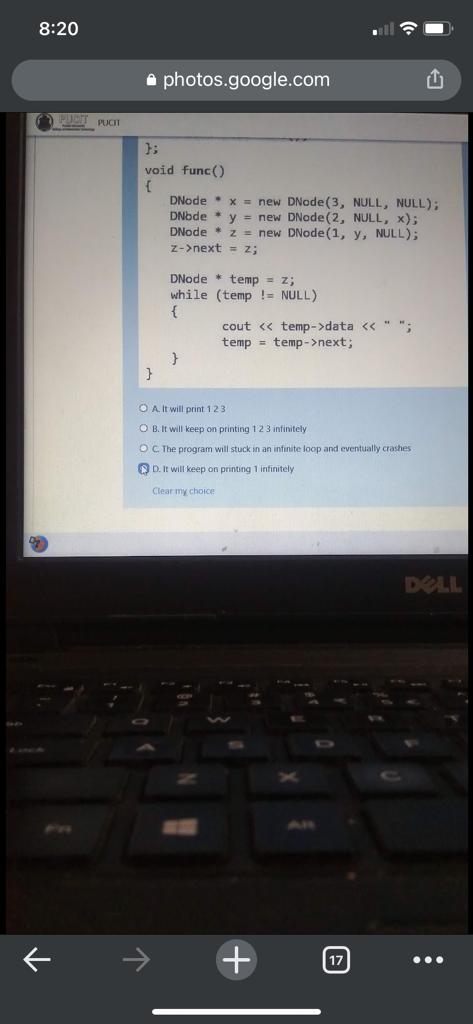 8:20
photos.google.com
PUCIT PUCIT
};
void func()
{
DNode * x = new DNode(3, NULL, NULL);
DNode * y = new DNode(2, NULL, x);
DNode * z = new DNode(1, y, NULL);
z->next = z;
DNode * temp = z;
while (temp != NULL)
{
cout << temp->data << " ";
temp = temp->next;
}
}
A. It will print 1 2 3
B. It will keep on printing 1 2 3 infinitely
C. The program will stuck in an infinite loop and eventually crashes
D. It will keep on printing 1 infinitely
Clear my choice
DELL
Q W E R
A S D F
Z X C
Fn Alt
17